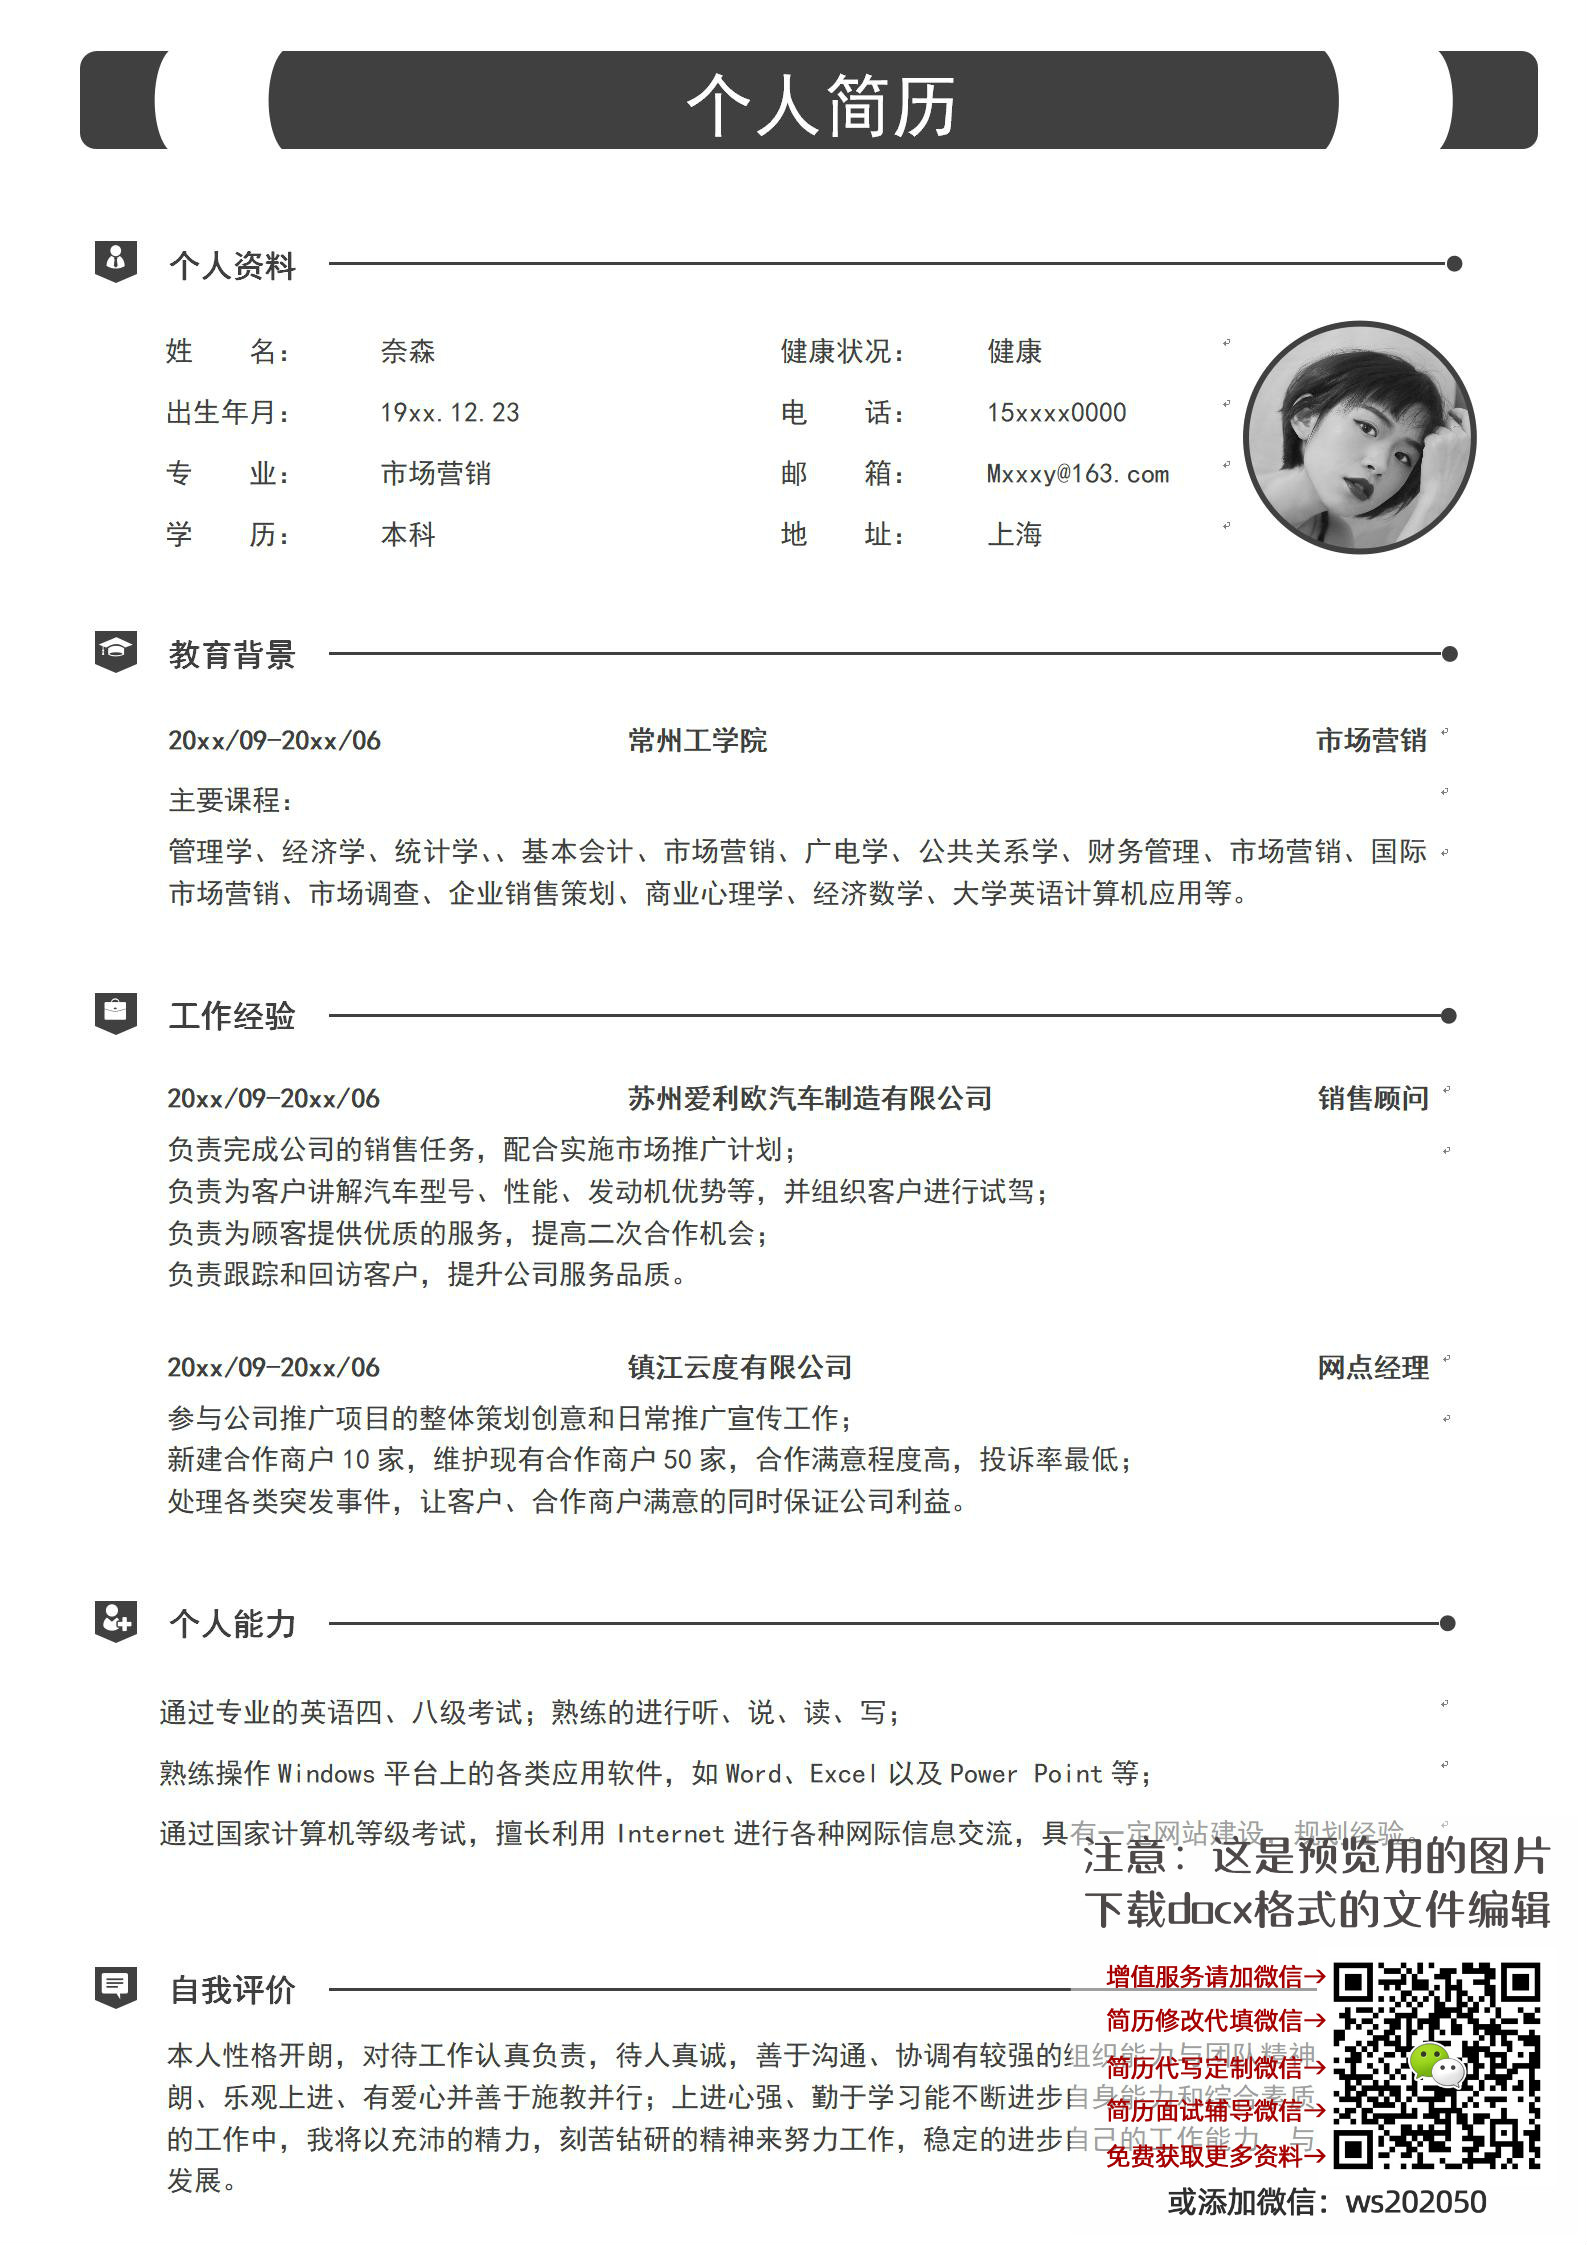 个人简历
个人资料
姓 名： 奈森 健康状况： 健康
出生年月： 19xx.12.23 电 话： 15xxxx0000
专 业： 市场营销 邮 箱： Mxxxy@163.com
学 历： 本科 地 址： 上海
教育背景
20xx/09-20xx/06 常州工学院 市场营销
主要课程：
管理学、经济学、统计学、、基本会计、市场营销、广电学、公共关系学、财务管理、市场营销、国际
市场营销、市场调查、企业销售策划、商业心理学、经济数学、大学英语计算机应用等。
工作经验
20xx/09-20xx/06 苏州爱利欧汽车制造有限公司 销售顾问
负责完成公司的销售任务，配合实施市场推广计划；
负责为客户讲解汽车型号、性能、发动机优势等，并组织客户进行试驾；
负责为顾客提供优质的服务，提高二次合作机会；
负责跟踪和回访客户，提升公司服务品质。
20xx/09-20xx/06 镇江云度有限公司 网点经理
参与公司推广项目的整体策划创意和日常推广宣传工作；
新建合作商户 10 家，维护现有合作商户 50 家，合作满意程度高，投诉率最低；
处理各类突发事件，让客户、合作商户满意的同时保证公司利益。
个人能力
通过专业的英语四、八级考试；熟练的进行听、说、读、写；
熟练操作 Windows 平台上的各类应用软件，如 Word、Excel 以及 Power Point 等；
通过国家计算机等级考试，擅长利用 Internet 进行各种网际信息交流，具有一定网站建设、规划经验。
注意：这是预览用的图片
下载docx格式的文件编辑
自我评价
本人性格开朗，对待工作认真负责，待人真诚，善于沟通、协调有较强的组织能力与团队精神
朗、乐观上进、有爱心并善于施教并行；上进心强、勤于学习能不断进步自身能力和综合素质
的工作中，我将以充沛的精力，刻苦钻研的精神来努力工作，稳定的进步自己的工作能力，与
发展。
增值服务请加微信→
简历修改代填微信→
简历代写定制微信→
简历面试辅导微信→
免费获取更多资料→
或添加微信：ws202050